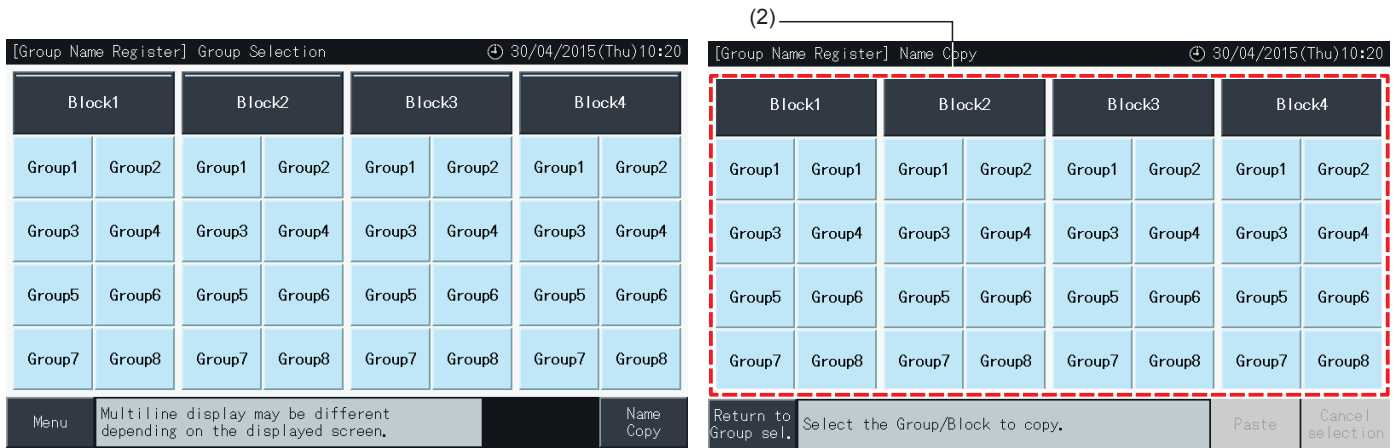 (2)
[Group Name Register] Group Selection 30/04/2015(Thu)10:20
Block1 Block2 Block3 Block4
Group1 Group2 Group1 Group2 Group1 Group2 Group1 Group2
Group3 Group4 Group3 Group4 Group3 Group4 Group3 Group4
Group5 Group6 Group5 Group6 Group5 Group6 Group5 Group6
Group7 Group8 Group7 Group8 Group7 Group8 Group7 Group8
Menu
Multiline display may be different
depending on the displayed screen.
Name
Copy
[Group Name Register] Name Copy 30/04/2015(Thu)10:20
Block1 Block2 Block3 Block4
Group1 Group1 Group1 Group2 Group1 Group2 Group1 Group2
Group3 Group4 Group3 Group4 Group3 Group4 Group3 Group4
Group5 Group6 Group5 Group6 Group5 Group6 Group5 Group6
Group7 Group8 Group7 Group8 Group7 Group8 Group7 Group8
Return to
Group sel.
Select the Group/Block to copy.
Paste
Cancel
selection